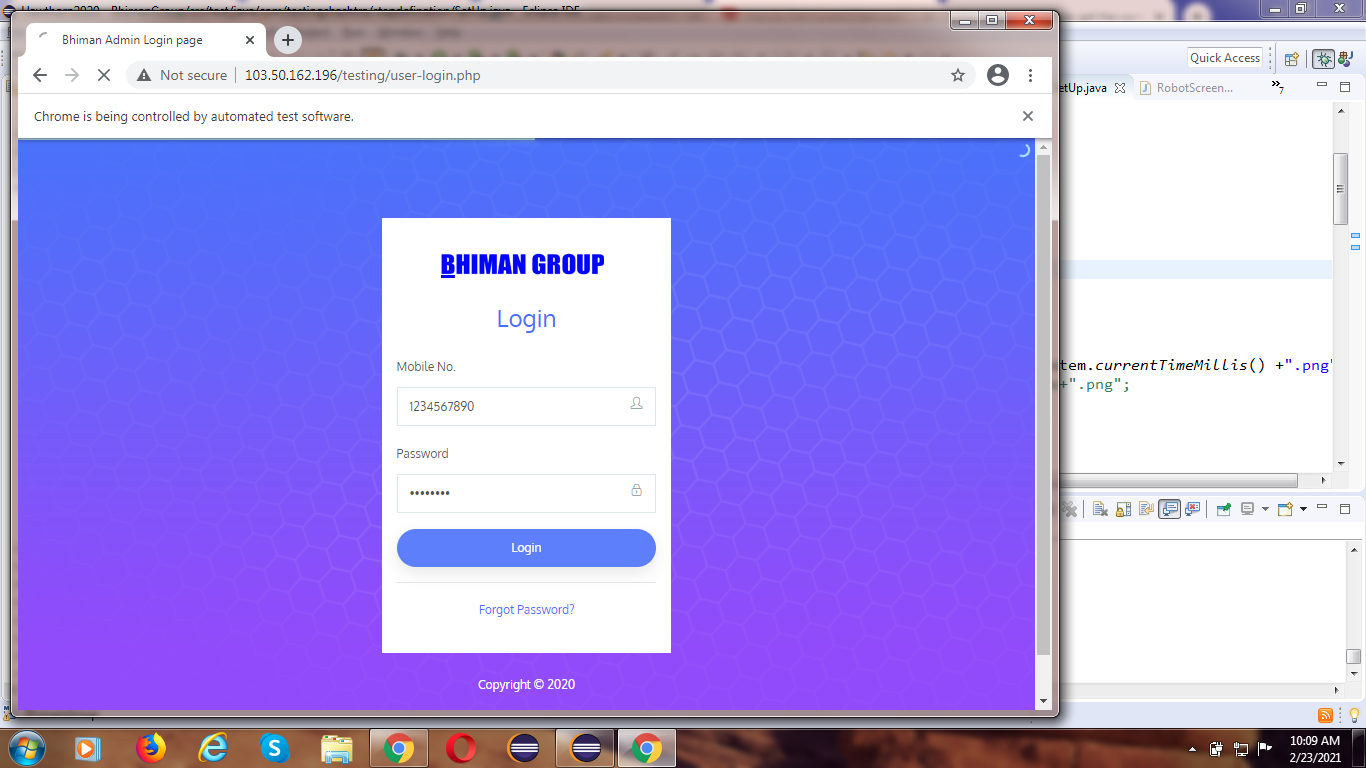 Bhiman Admin Login page
Not secure
103.50.162.196/testing/user-login.php
Quick Access
etUp.java
RobotScreen...
7
Chrome is being controlled by automated test software.
BHIMAN GROUP
Login
Mobile No.
1234567890
tem.currentTimeMillis() +".png"
+".png";
Password
••••••••
Login
Forgot Password?
Copyright © 2020
10:09 AM
2/23/2021